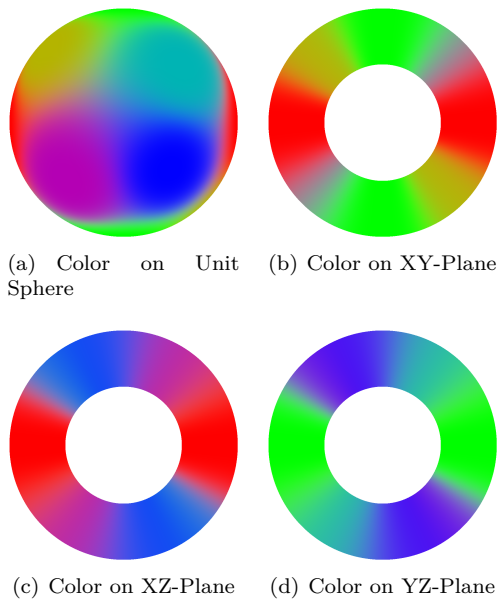 (a) Color on Unit
Sphere
(b) Color on XY-Plane
(c) Color on XZ-Plane
(d) Color on YZ-Plane